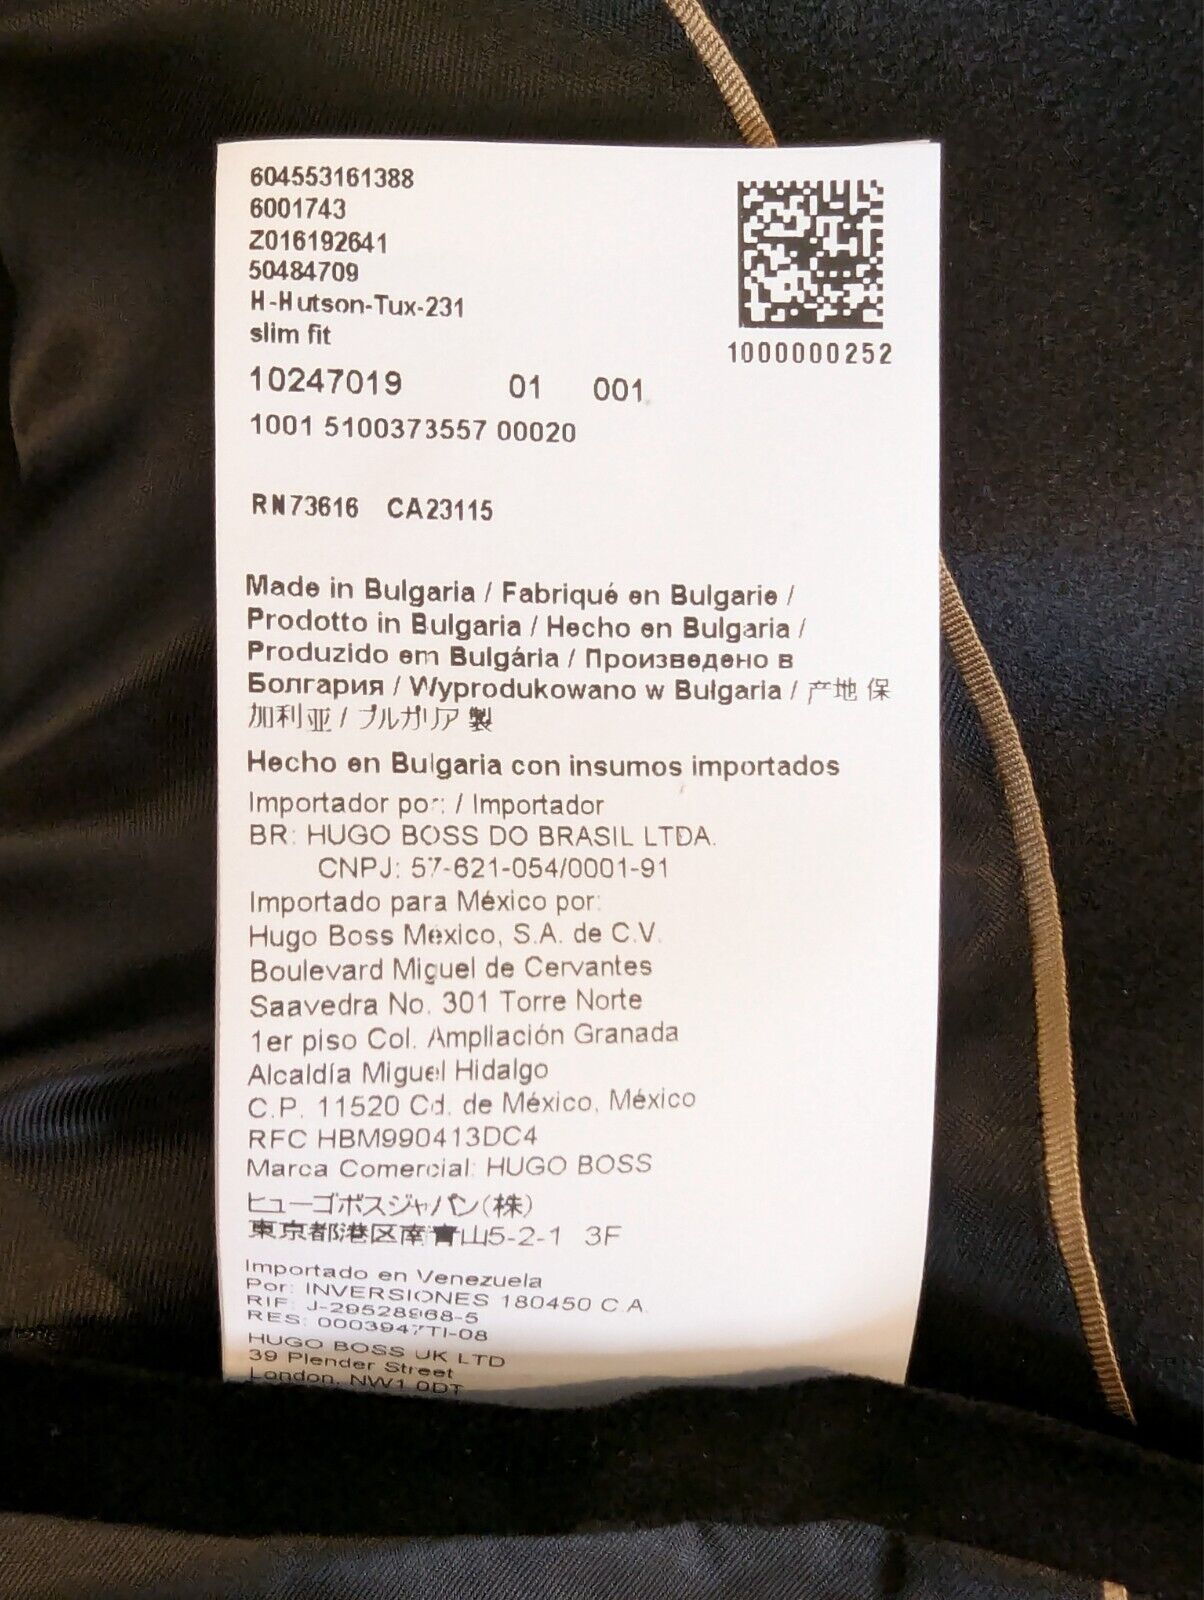 604553161388
6001743
Z016192641
50484709
H-Hutson-Tux-231
slim fit
1000000252
10247019 01 001
1001 5100373557 00020
RN73616 CA23115
Made in Bulgaria / Fabriqué en Bulgarie /
Prodotto in Bulgaria / Hecho en Bulgaria /
Produzido em Bulgária / Произведено в
Болгария / Wyprodukowano w Bułgaria / 产地 保
加利亚 / ブルガリア 製
Hecho en Bulgaria con insumos importados
Importador por: / Importador
BR: HUGO BOSS DO BRASIL LTDA.
CNPJ: 57-621-054/0001-91
Importado para México por:
Hugo Boss México, S.A. de C.V.
Boulevard Miguel de Cervantes
Saavedra No. 301 Torre Norte
1er piso Col. Ampliación Granada
Alcaldía Miguel Hidalgo
C.P. 11520 Cd. de México, México
RFC HBM990413DC4
Marca Comercial: HUGO BOSS
ヒューゴボスジャパン(株)
東京都港区南青山5-2-1 3F
Importado en Venezuela
Por: INVERSIONES 180450 C.A.
RIF: J-29528968-5
RES: 0003947TI-08
HUGO BOSS UK LTD
39 Plender Street
London, NW1 0DT